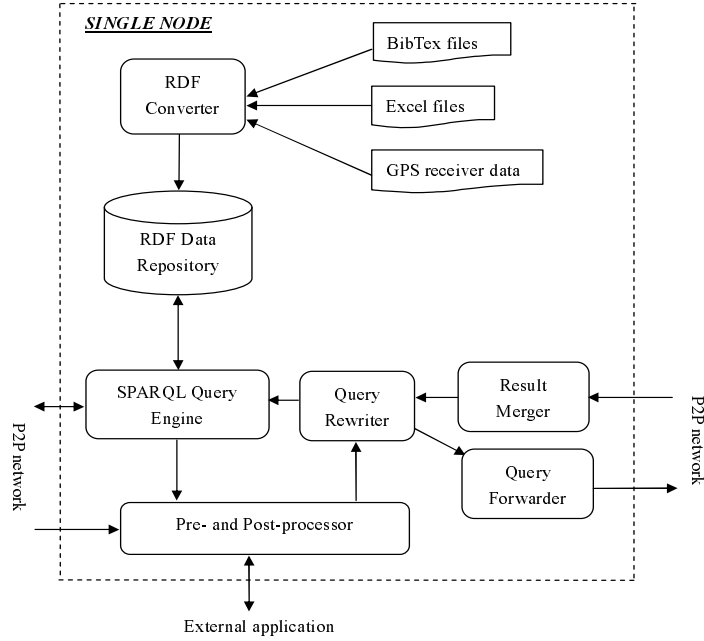 SINGLE NODE
BibTex files
RDF
Converter
Excel files
GPS receiver data
RDF Data
Repository
SPARQL Query
Engine
Query
Rewriter
Result
Merger
P2P network
P2P network
Query
Forwarder
Pre- and Post-processor
External application